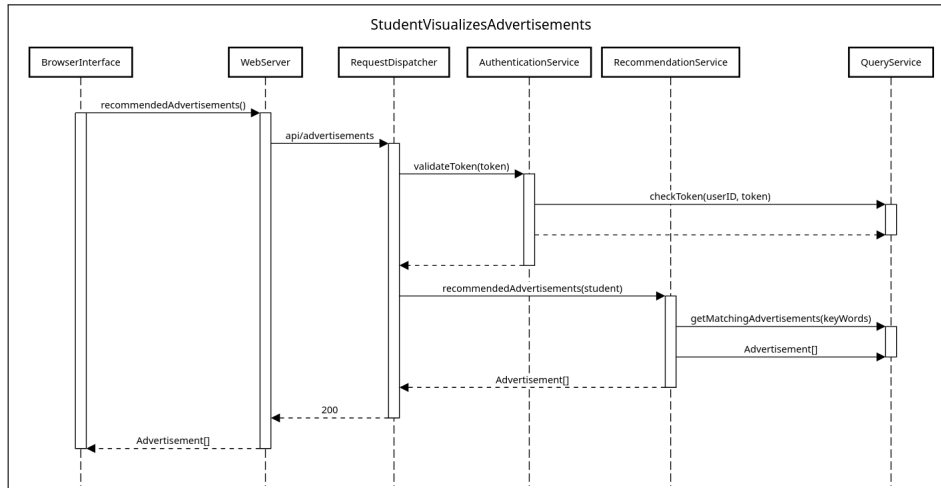 StudentVisualizesAdvertisements
BrowserInterface
WebServer
RequestDispatcher
AuthenticationService
RecommendationService
QueryService
recommendedAdvertisements()
api/advertisements
validateToken(token)
checkToken(userID, token)
recommendedAdvertisements(student)
getMatchingAdvertisements(keyWords)
Advertisement[]
Advertisement[]
200
Advertisement[]